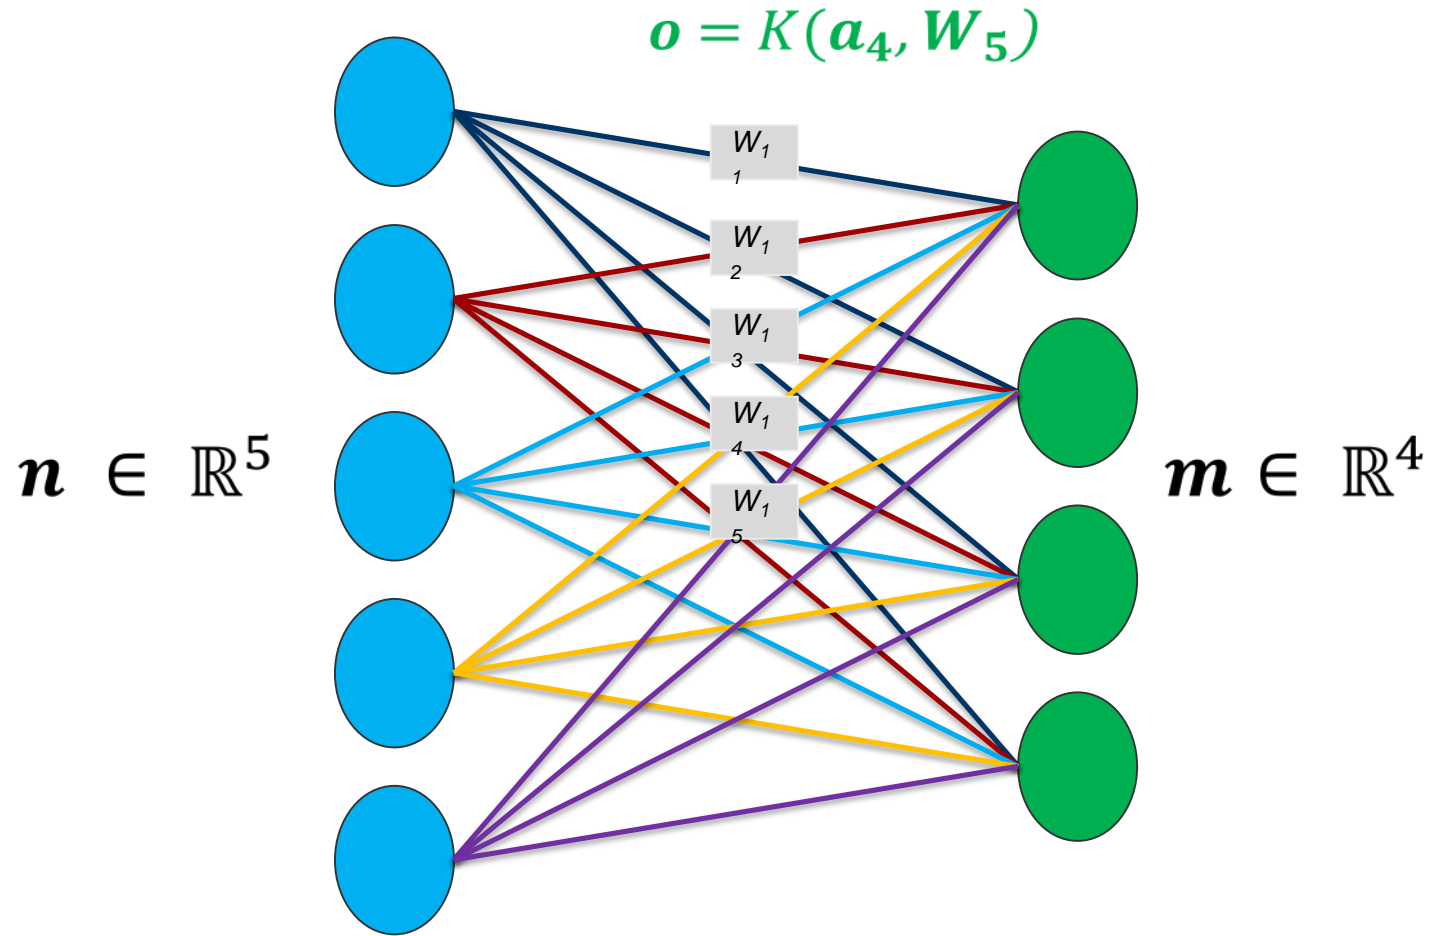 o = K(a₄, W₅)
W₁
₁
W₁
₂
W₁
₃
W₁
₄
W₁
₅
n ∈ ℝ⁵
m ∈ ℝ⁴